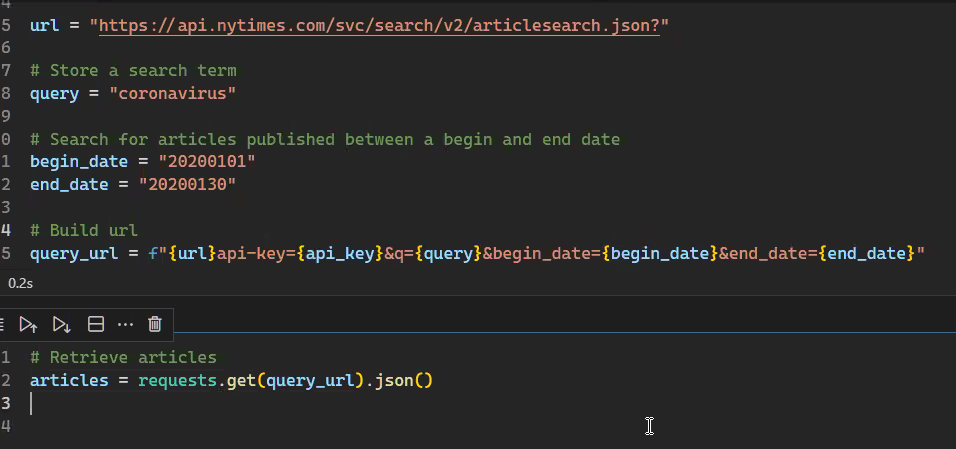 4
5 url = "https://api.nytimes.com/svc/search/v2/articlesearch.json?"
6
7 # Store a search term
8 query = "coronavirus"
9
0 # Search for articles published between a begin and end date
1 begin_date = "20200101"
2 end_date = "20200130"
3
4 # Build url
5 query_url = f"{url}api-key={api_key}&q={query}&begin_date={begin_date}&end_date={end_date}"
0.2s
1 # Retrieve articles
2 articles = requests.get(query_url).json()
3
4